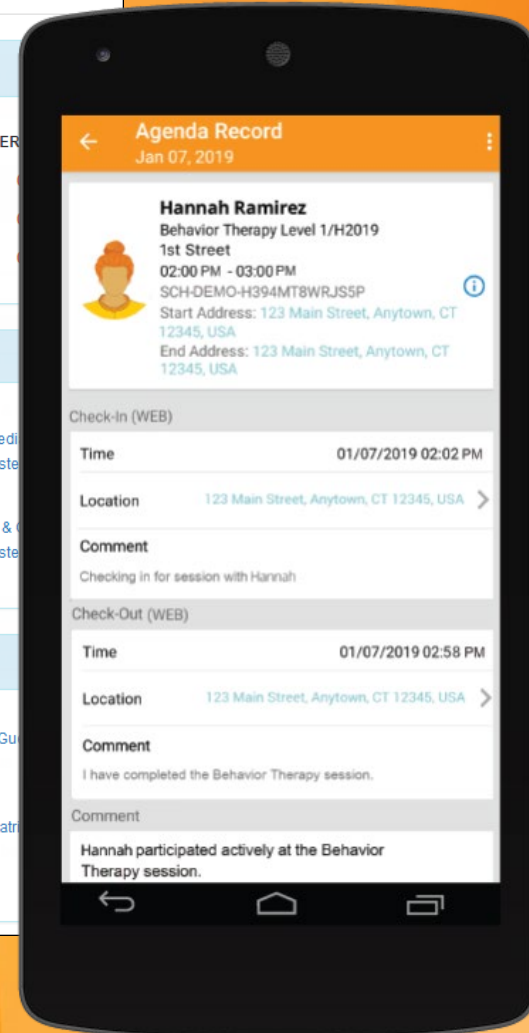 Agenda Record
Jan 07, 2019
Hannah Ramirez
Behavior Therapy Level 1/H2019
1st Street
02:00 PM - 03:00 PM
SCH-DEMO-H394MT8WRJS5P
Start Address: 123 Main Street, Anytown, CT
12345, USA
End Address: 123 Main Street, Anytown, CT
12345, USA
Check-In (WEB)
Time 01/07/2019 02:02 PM
Location 123 Main Street, Anytown, CT 12345, USA
Comment
Checking in for session with Hannah
Check-Out (WEB)
Time 01/07/2019 02:58 PM
Location 123 Main Street, Anytown, CT 12345, USA
Comment
I have completed the Behavior Therapy session.
Comment
Hannah participated actively at the Behavior
Therapy session.